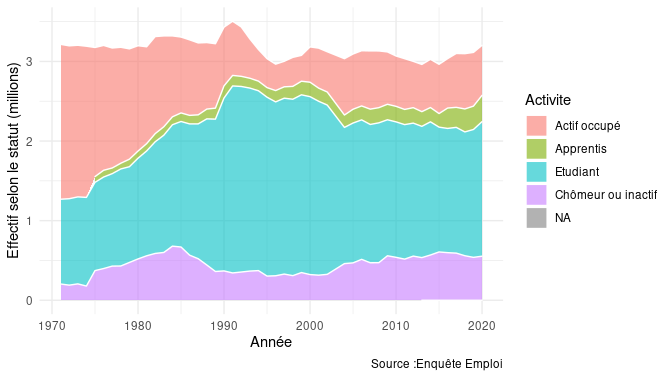 Effectif selon le statut (millions)
3
2
1
0
1970
1980
1990
2000
2010
2020
Année
Activite
Actif occupé
Apprentis
Etudiant
Chômeur ou inactif
NA
Source :Enquête Emploi